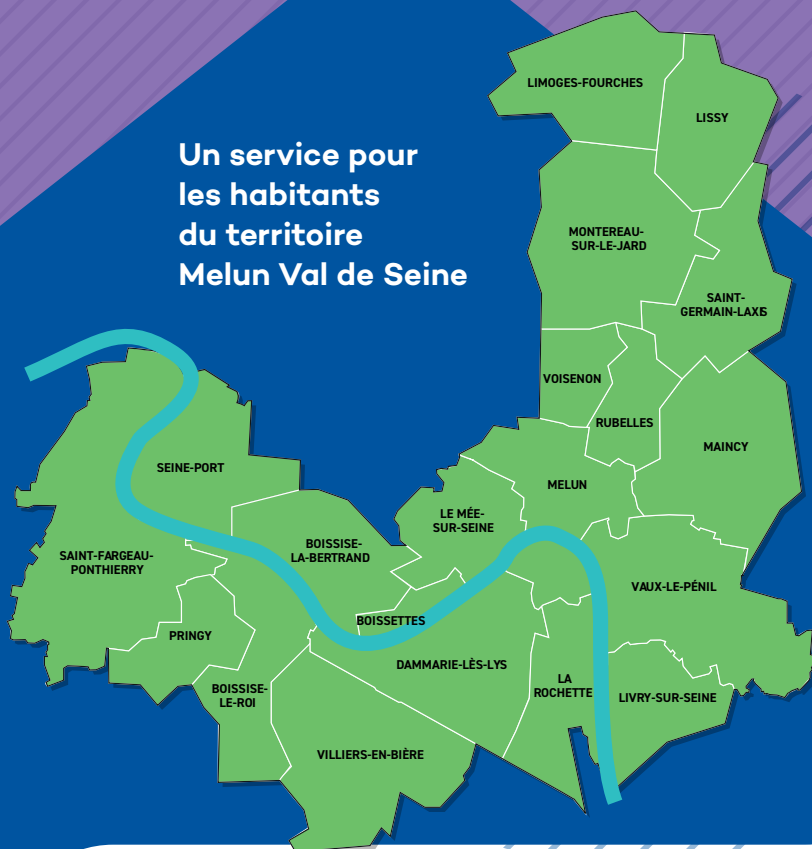 Un service pour
les habitants
du territoire
Melun Val de Seine
LIMOGES-FOURCHES
LISSY
MONTEREAU-
SUR-LE-JARD
SAINT-
GERMAIN-LAXIS
VOISENON
RUBELLES
MAINCY
SEINE-PORT
MELUN
LE MÉE-
SUR-SEINE
BOISSISE-
LA-BERTRAND
SAINT-FARGEAU-
PONTHIERRY
VAUX-LE-PÉNIL
BOISSETTES
PRINGY
DAMMARIE-LÈS-LYS
LA
ROCHETTE
BOISSISE-
LE-ROI
LIVRY-SUR-SEINE
VILLIERS-EN-BIÈRE